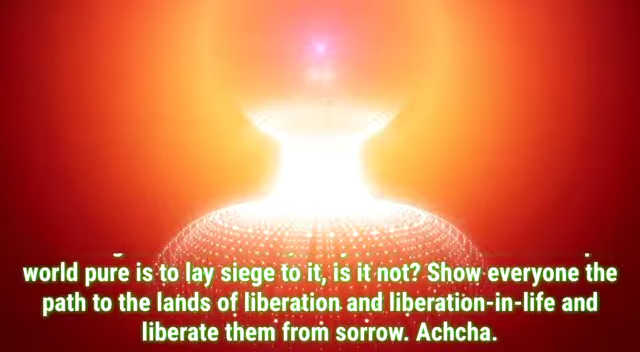 world pure is to lay siege to it, is it not? Show everyone the
path to the lands of liberation and liberation-in-life and
liberate them from sorrow. Achcha.